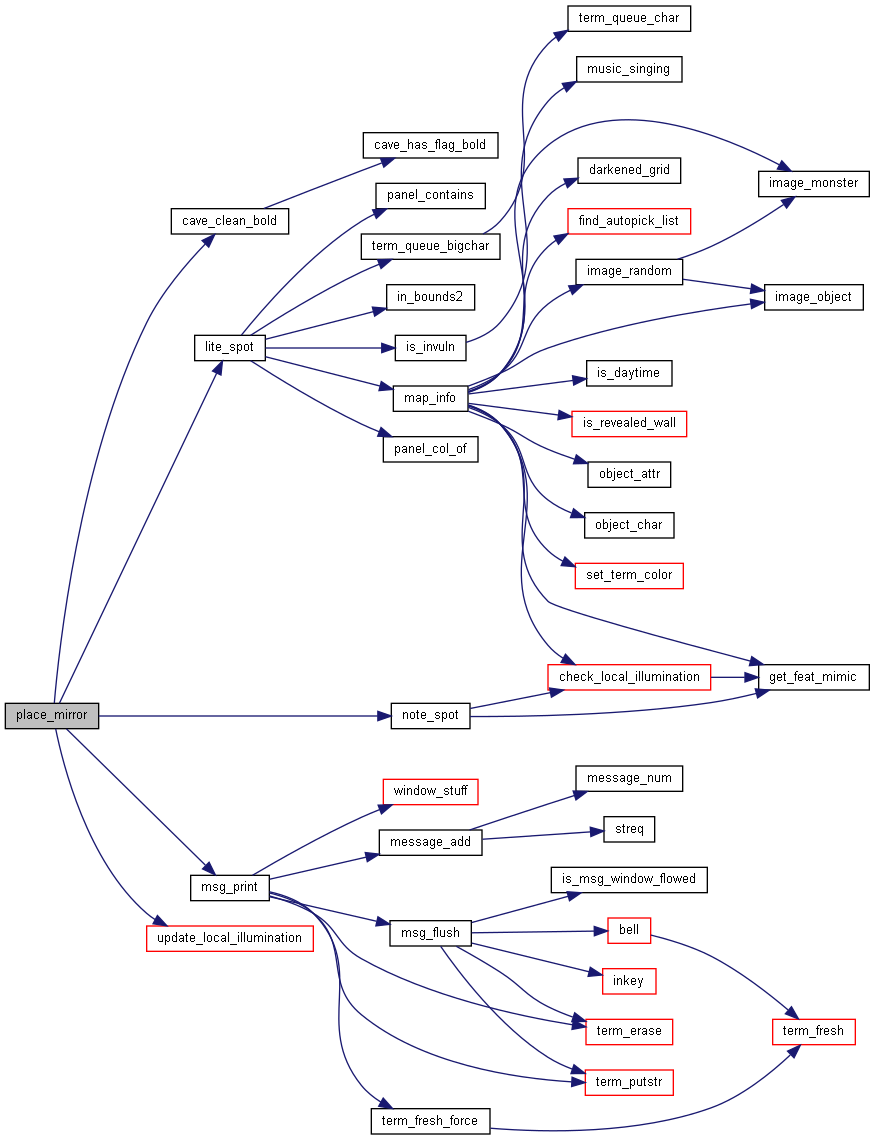 term_queue_char
music_singing
cave_has_flag_bold
darkened_grid
image_monster
panel_contains
cave_clean_bold
find_autopick_list
term_queue_bigchar
image_random
in_bounds2
image_object
lite_spot
is_invuln
is_daytime
map_info
is_revealed_wall
panel_col_of
object_attr
object_char
set_term_color
check_local_illumination
get_feat_mimic
place_mirror
note_spot
message_num
window_stuff
streq
message_add
is_msg_window_flowed
msg_print
bell
msg_flush
update_local_illumination
inkey
term_erase
term_fresh
term_putstr
term_fresh_force